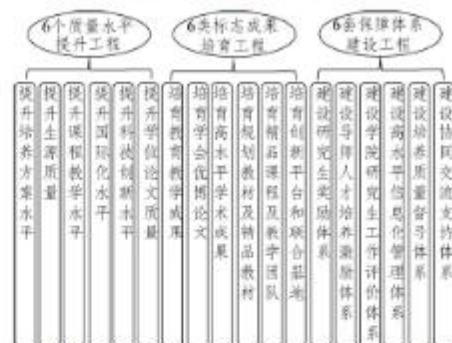 6个质量水平
提升工程
6类标志成果
培育工程
6套保障体系
建设工程
提升培养方案水平
提升生源质量
提升课程教学水平
提升国际化水平
提升科技创新水平
提升学位论文质量
培育教育教学成果
培育学会优博论文
培育高水平学术成果
培育规划教材及精品教材
培育精品课程及教学团队
培育创新平台和联合基地
建设研究生奖励体系
建设导师人才培养激励体系
建设学院研究生工作评价体系
建设高水平信息化管理体系
建设培养质量督导体系
建设协同交流支协体系